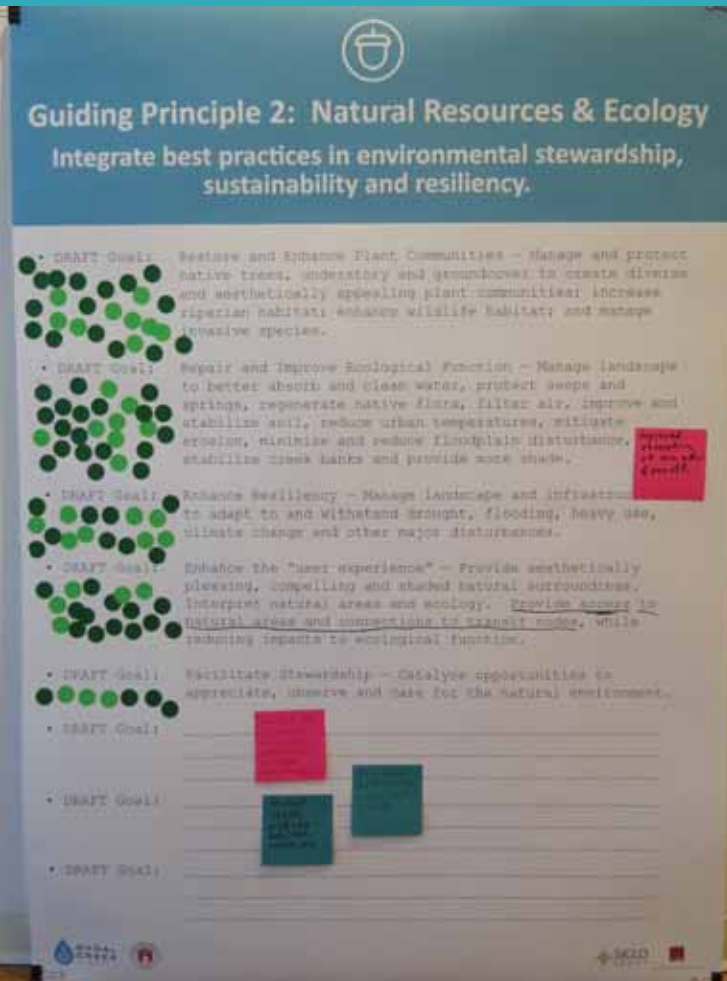 Guiding Principle 2: Natural Resources & Ecology
Integrate best practices in environmental stewardship,
sustainability and resiliency.
• DRAFT Goal: Restore and Enhance Plant Communities – Manage and protect
native trees, understory and groundcover to create diverse
and aesthetically appealing plant communities; increase
riparian habitat; enhance wildlife habitat; and manage
invasive species.
• DRAFT Goal: Repair and Improve Ecological Function – Manage landscape
to better absorb and clean water, protect seeps and
springs, regenerate native flora, filter air, improve and
stabilize soil, reduce urban temperatures, mitigate
erosion, minimize and reduce floodplain disturbance,
stabilize creek banks and provide more shade.
• DRAFT Goal: Enhance Resiliency – Manage landscape and
to adapt to and withstand drought, flooding, heavy use,
climate change and other major disturbances.
• DRAFT Goal: Enhance the "user experience" – Provide aesthetically
pleasing, compelling and shaded natural surroundings.
Interpret natural areas and ecology. Provide access to
natural areas and connections to transit nodes, while
reducing impacts to ecological function.
• DRAFT Goal: Facilitate Stewardship – Catalyze opportunities to
appreciate, observe and care for the natural environment.
• DRAFT Goal:
• DRAFT Goal:
• DRAFT Goal: